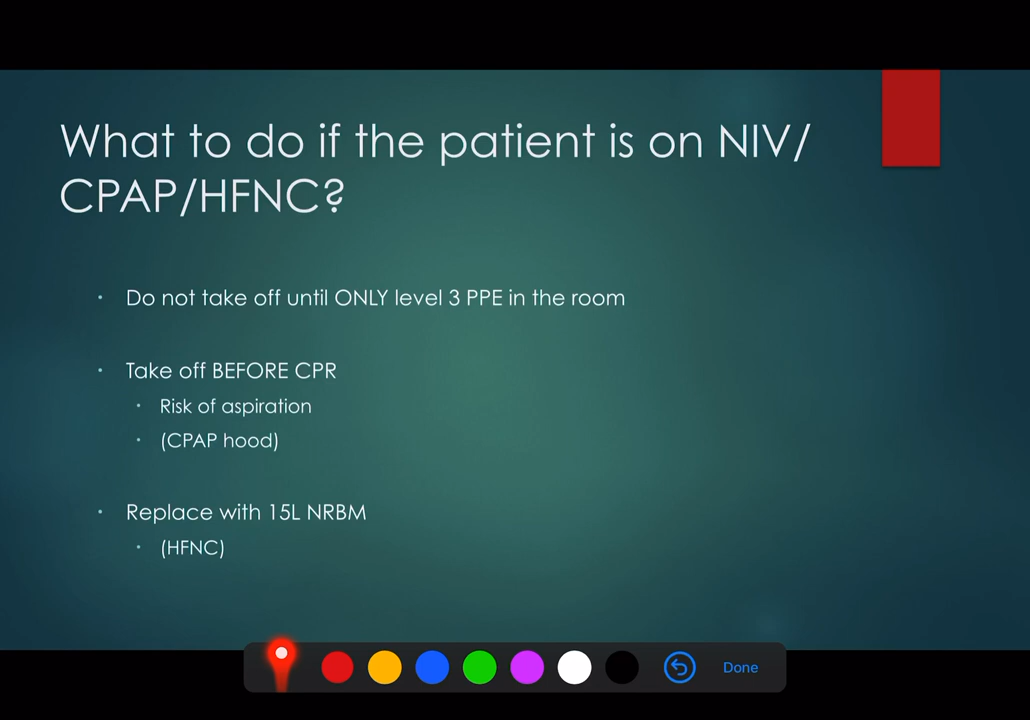 What to do if the patient is on NIV/
CPAP/HFNC?
Do not take off until ONLY level 3 PPE in the room
Take off BEFORE CPR
Risk of aspiration
(CPAP hood)
Replace with 15L NRBM
(HFNC)
Done